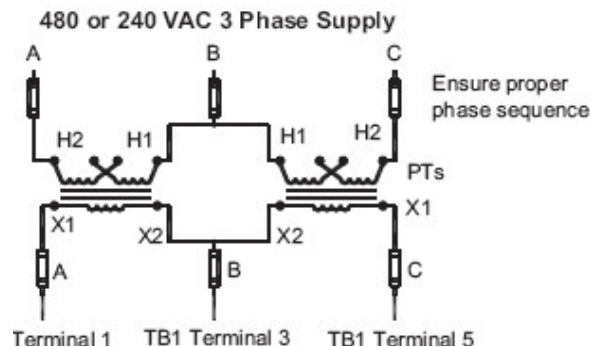 480 or 240 VAC 3 Phase Supply
A B C
Ensure proper
phase sequence
H2 H1 H1 H2
PTs
X1 X2 X2 X1
A B C
Terminal 1 TB1 Terminal 3 TB1 Terminal 5